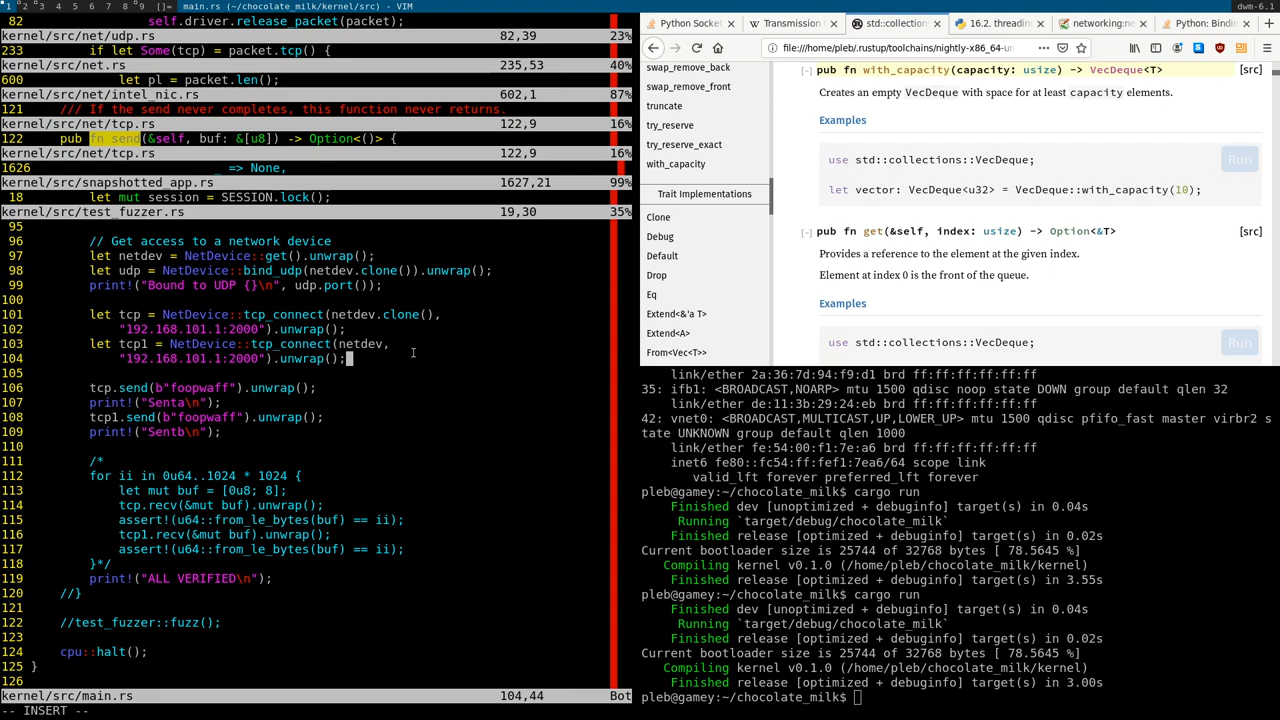 1 2 3 4 5 6 7 8 9 []= main.rs (~/chocolate_milk/kernel/src) - VIM dwm-6.1
82 self.driver.release_packet(packet);
kernel/src/net/udp.rs 82,39 23%
233 if let Some(tcp) = packet.tcp() {
kernel/src/net.rs 235,53 40%
600 let pl = packet.len();
kernel/src/net/intel_nic.rs 602,1 87%
121 /// If the send never completes, this function never returns.
kernel/src/net/tcp.rs 122,9 16%
122 pub fn send(&self, buf: &[u8]) -> Option<()> {
kernel/src/net/tcp.rs 122,9 16%
1626 _ => None,
kernel/src/snapshotted_app.rs 1627,21 99%
18 let mut session = SESSION.lock();
kernel/src/test_fuzzer.rs 19,30 35%
95
96 // Get access to a network device
97 let netdev = NetDevice::get().unwrap();
98 let udp = NetDevice::bind_udp(netdev.clone()).unwrap();
99 print!("Bound to UDP {}\n", udp.port());
100
101 let tcp = NetDevice::tcp_connect(netdev.clone(),
102 "192.168.101.1:2000").unwrap();
103 let tcp1 = NetDevice::tcp_connect(netdev,
104 "192.168.101.1:2000").unwrap();
105
106 tcp.send(b"foopwaff").unwrap();
107 print!("Senta\n");
108 tcp1.send(b"foopwaff").unwrap();
109 print!("Sentb\n");
110
111 /*
112 for ii in 0u64..1024 * 1024 {
113 let mut buf = [0u8; 8];
114 tcp.recv(&mut buf).unwrap();
115 assert!(u64::from_le_bytes(buf) == ii);
116 tcp1.recv(&mut buf).unwrap();
117 assert!(u64::from_le_bytes(buf) == ii);
118 }*/
119 print!("ALL VERIFIED\n");
120 //}
121
122 //test_fuzzer::fuzz();
123
124 cpu::halt();
125 }
126
kernel/src/main.rs 104,44 Bot
-- INSERT --
Python Socket Transmission C std::collection 16.2. threading networking:ne Python: Bindin
file:///home/pleb/.rustup/toolchains/nightly-x86_64-u
swap_remove_back
swap_remove_front
truncate
try_reserve
try_reserve_exact
with_capacity
Trait Implementations
Clone
Debug
Default
Drop
Eq
Extend<&'a T>
Extend<A>
From<Vec<T>>
[-] pub fn with_capacity(capacity: usize) -> VecDeque<T> [src]
Creates an empty VecDeque with space for at least capacity elements.
Examples
use std::collections::VecDeque; Run
let vector: VecDeque<u32> = VecDeque::with_capacity(10);
[-] pub fn get(&self, index: usize) -> Option<&T> [src]
Provides a reference to the element at the given index.
Element at index 0 is the front of the queue.
Examples
use std::collections::VecDeque; Run
link/ether 2a:36:7d:94:f9:d1 brd ff:ff:ff:ff:ff:ff
35: ifb1: <BROADCAST,NOARP> mtu 1500 qdisc noop state DOWN group default qlen 32
link/ether de:11:3b:29:24:eb brd ff:ff:ff:ff:ff:ff
42: vnet0: <BROADCAST,MULTICAST,UP,LOWER_UP> mtu 1500 qdisc pfifo_fast master virbr2 s
tate UNKNOWN group default qlen 1000
link/ether fe:54:00:f1:7e:a6 brd ff:ff:ff:ff:ff:ff
inet6 fe80::fc54:ff:fef1:7ea6/64 scope link
valid_lft forever preferred_lft forever
pleb@gamey:~/chocolate_milk$ cargo run
Finished dev [unoptimized + debuginfo] target(s) in 0.04s
Running `target/debug/chocolate_milk`
Finished release [optimized + debuginfo] target(s) in 0.02s
Current bootloader size is 25744 of 32768 bytes [ 78.5645 %]
Compiling kernel v0.1.0 (/home/pleb/chocolate_milk/kernel)
Finished release [optimized + debuginfo] target(s) in 3.55s
pleb@gamey:~/chocolate_milk$ cargo run
Finished dev [unoptimized + debuginfo] target(s) in 0.04s
Running `target/debug/chocolate_milk`
Finished release [optimized + debuginfo] target(s) in 0.02s
Current bootloader size is 25744 of 32768 bytes [ 78.5645 %]
Compiling kernel v0.1.0 (/home/pleb/chocolate_milk/kernel)
Finished release [optimized + debuginfo] target(s) in 3.00s
pleb@gamey:~/chocolate_milk$